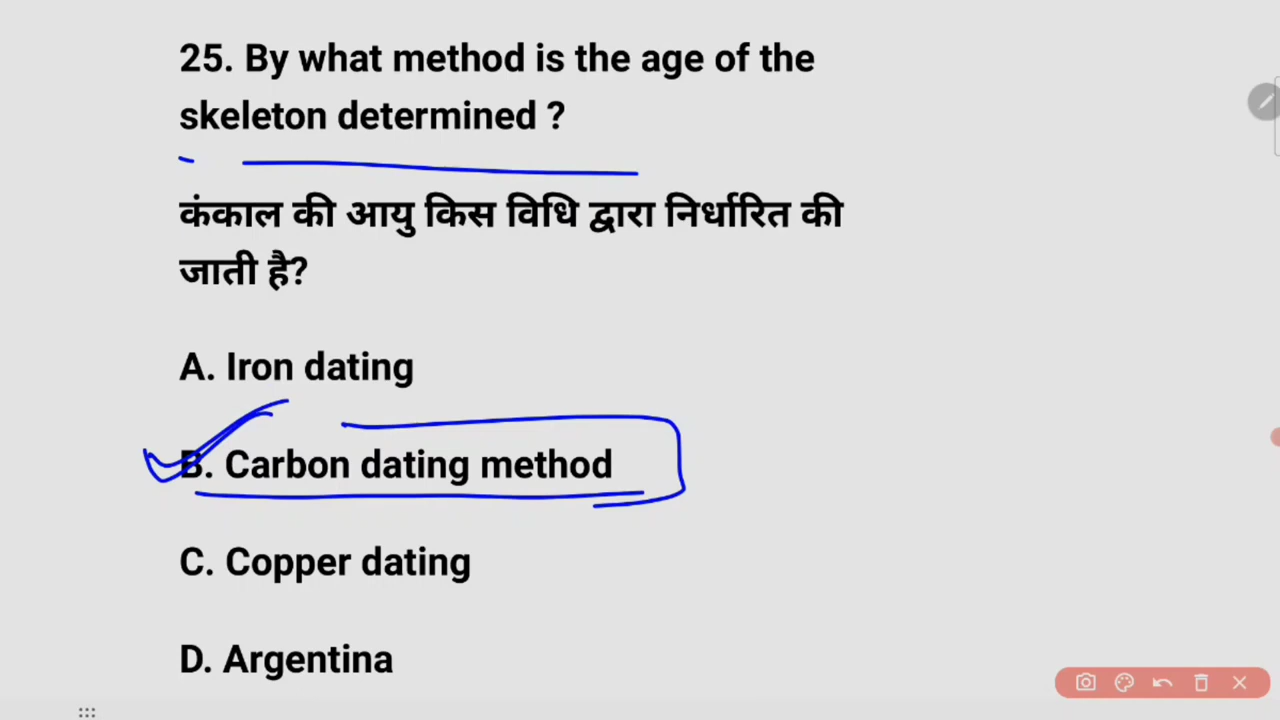 25. By what method is the age of the
skeleton determined ?
कंकाल की आयु किस विधि द्वारा निर्धारित की
जाती है?
A. Iron dating
B. Carbon dating method
C. Copper dating
D. Argentina